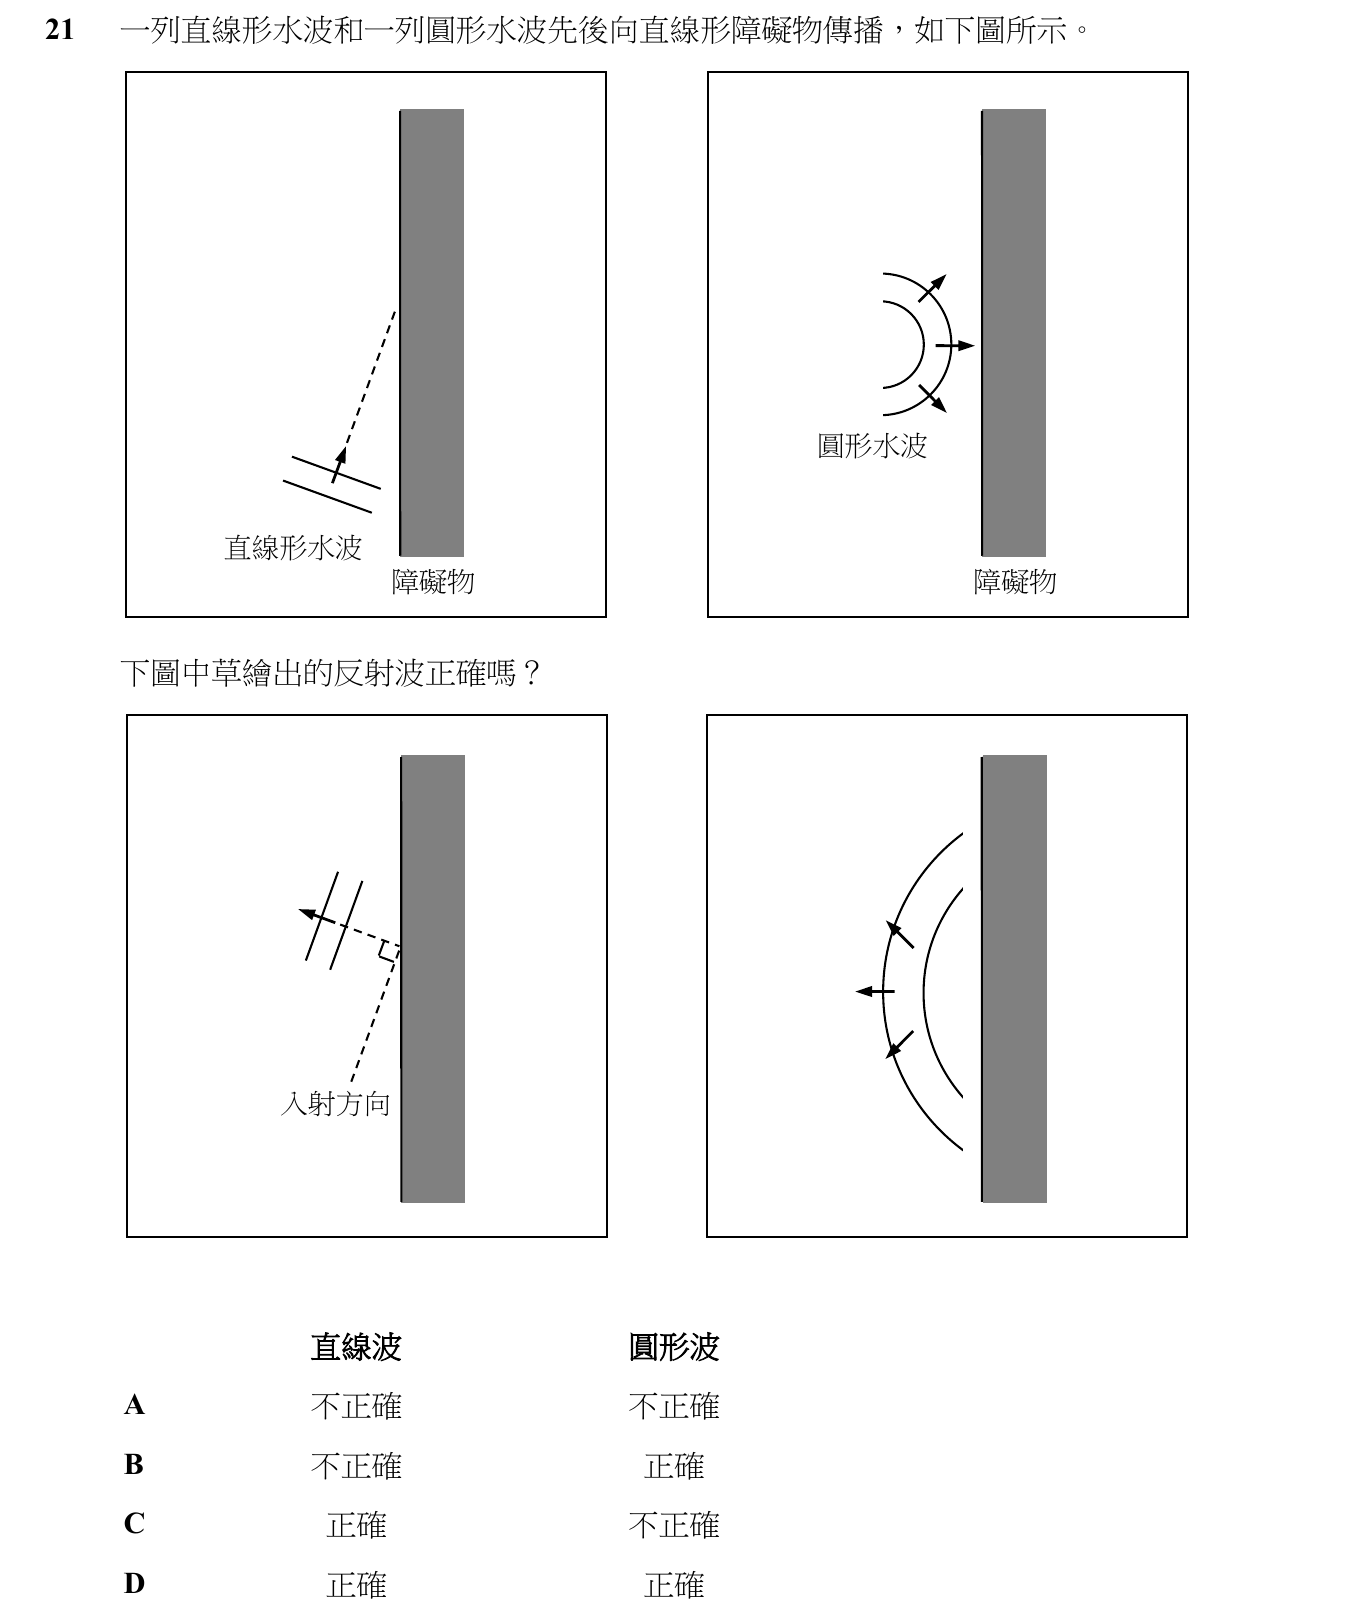 21 一列直線形水波和一列圓形水波先後向直線形障礙物傳播，如下圖所示。
圓形水波
直線形水波
障礙物
障礙物
下圖中草繪出的反射波正確嗎？
入射方向
直線波 圓形波
A 不正確 不正確
B 不正確 正確
C 正確 不正確
D 正確 正確